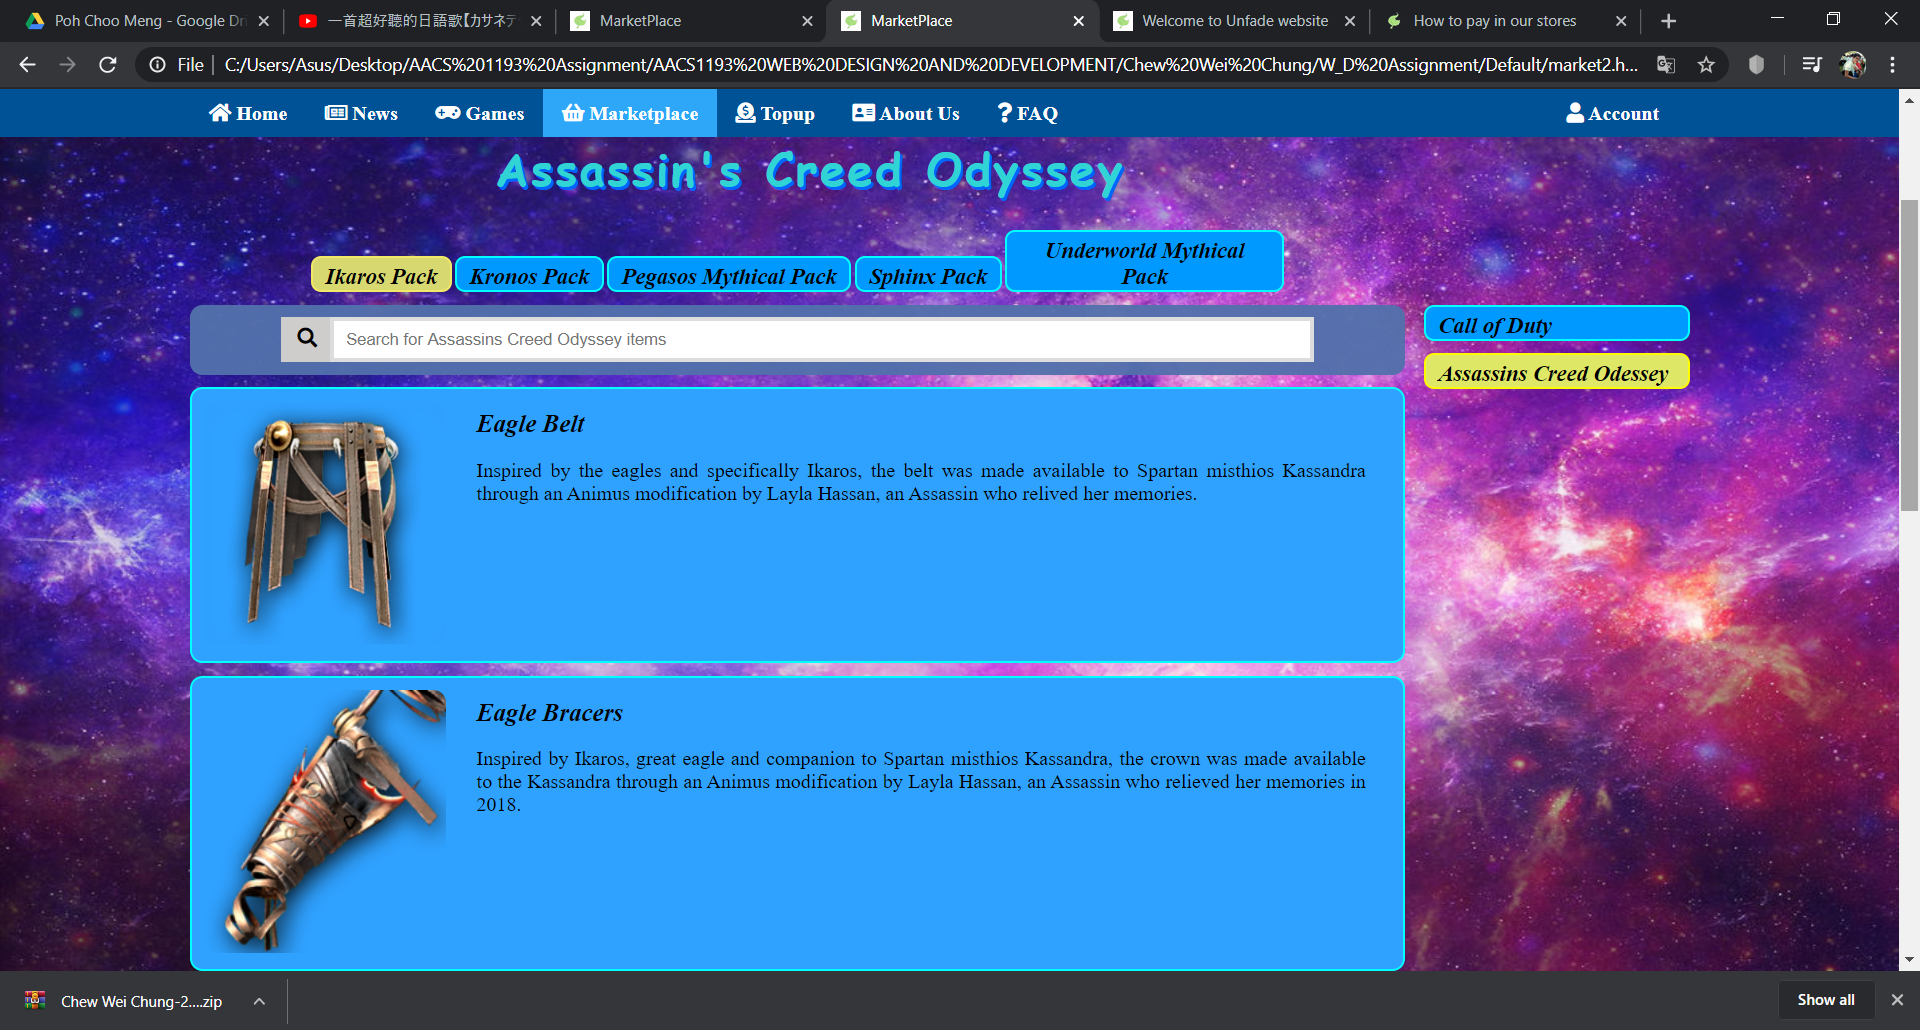 Poh Choo Meng - Google Dri
一首超好聽的日語歌【カサネテ
MarketPlace
MarketPlace
Welcome to Unfade website
How to pay in our stores
File
C:/Users/Asus/Desktop/AACS%201193%20Assignment/AACS1193%20WEB%20DESIGN%20AND%20DEVELOPMENT/Chew%20Wei%20Chung/W_D%20Assignment/Default/market2.h...
Home
News
Games
Marketplace
Topup
About Us
FAQ
Account
Assassin's Creed Odyssey
Ikaros Pack
Kronos Pack
Pegasos Mythical Pack
Sphinx Pack
Underworld Mythical
Pack
Search for Assassins Creed Odyssey items
Call of Duty
Assassins Creed Odessey
Eagle Belt
Inspired by the eagles and specifically Ikaros, the belt was made available to Spartan misthios Kassandra
through an Animus modification by Layla Hassan, an Assassin who relived her memories.
Eagle Bracers
Inspired by Ikaros, great eagle and companion to Spartan misthios Kassandra, the crown was made available
to the Kassandra through an Animus modification by Layla Hassan, an Assassin who relieved her memories in
2018.
Chew Wei Chung-2....zip
Show all